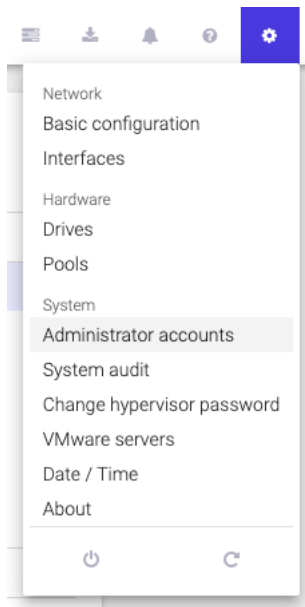 Network
Basic configuration
Interfaces
Hardware
Drives
Pools
System
Administrator accounts
System audit
Change hypervisor password
VMware servers
Date / Time
About